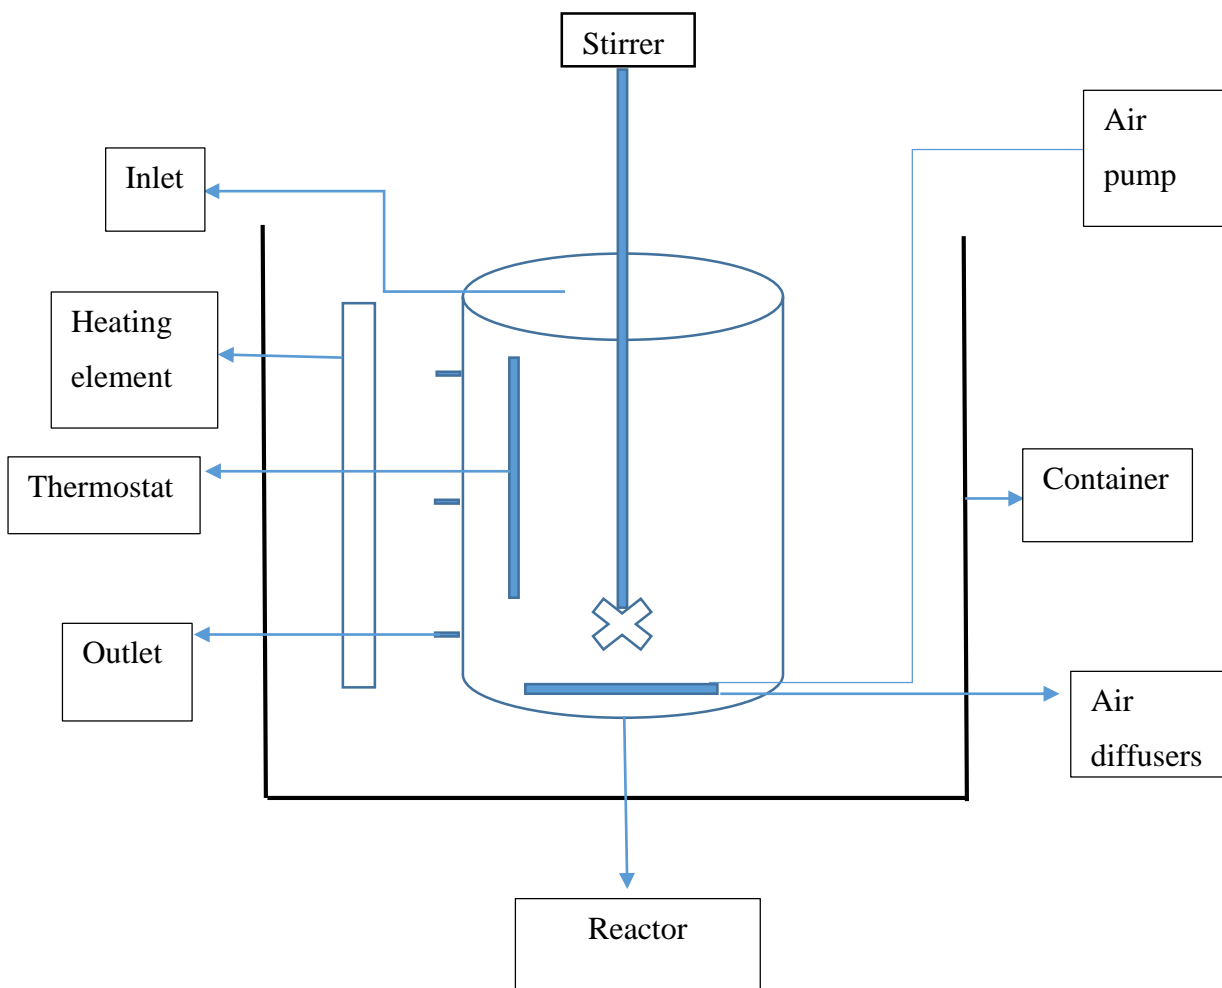 Stirrer
Air
pump
Inlet
Heating
element
Thermostat
Container
Outlet
Air
diffusers
Reactor